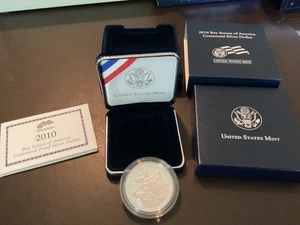 2010 Boy Scouts of America
Centennial Silver Dollar
United States Mint
United States Mint
United States Mint
2010
Boy Scouts of America
Centennial Proof Silver Dollar